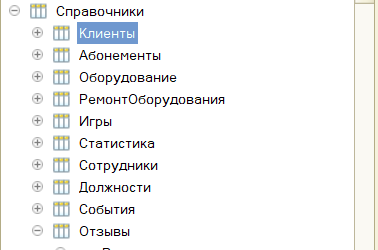 Справочники
Клиенты
Абонементы
Оборудование
РемонтОборудования
Игры
Статистика
Сотрудники
Должности
События
Отзывы